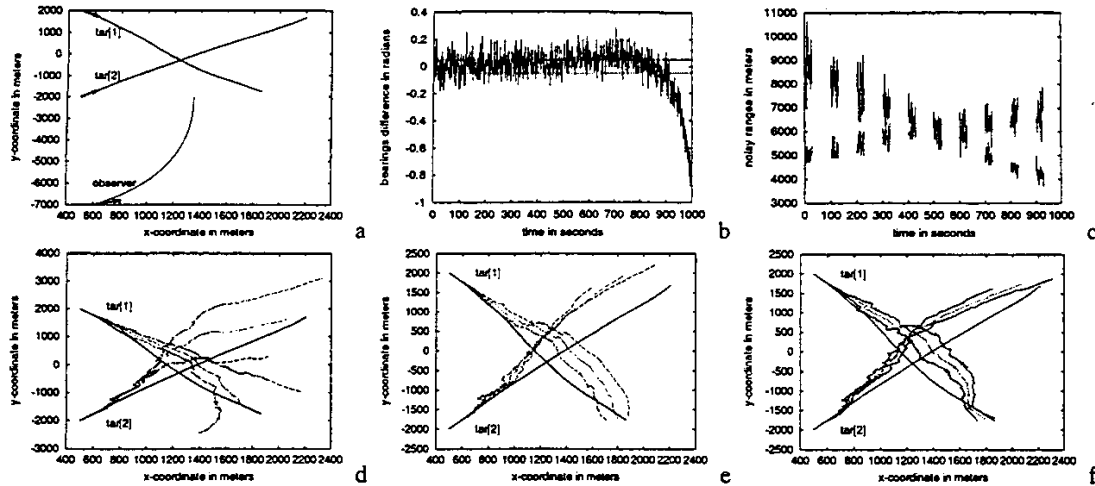 2000
1000
0
-1000
-2000
-3000
-4000
-5000
-6000
-7000
y-coordinate in meters
tar[1]
tar[2]
observer
400 600 800 1000 1200 1400 1600 1800 2000 2200 2400
x-coordinate in meters
a
0.4
0.2
0
-0.2
-0.4
-0.6
-0.8
-1
bearings difference in radians
0 100 200 300 400 500 600 700 800 900 1000
time in seconds
b
11000
10000
9000
8000
7000
6000
5000
4000
3000
noisy ranges in meters
0 100 200 300 400 500 600 700 800 900 1000
time in seconds
c
4000
3000
2000
1000
0
-1000
-2000
-3000
y-coordinate in meters
tar[1]
tar[2]
400 600 800 1000 1200 1400 1600 1800 2000 2200 2400
x-coordinate in meters
d
2500
2000
1500
1000
500
0
-500
-1000
-1500
-2000
-2500
y-coordinate in meters
tar[1]
tar[2]
400 600 800 1000 1200 1400 1600 1800 2000 2200 2400
x-coordinate in meters
e
2500
2000
1500
1000
500
0
-500
-1000
-1500
-2000
-2500
y-coordinate in meters
tar[1]
tar[2]
400 600 800 1000 1200 1400 1600 1800 2000 2200 2400
x-coordinate in meters
f